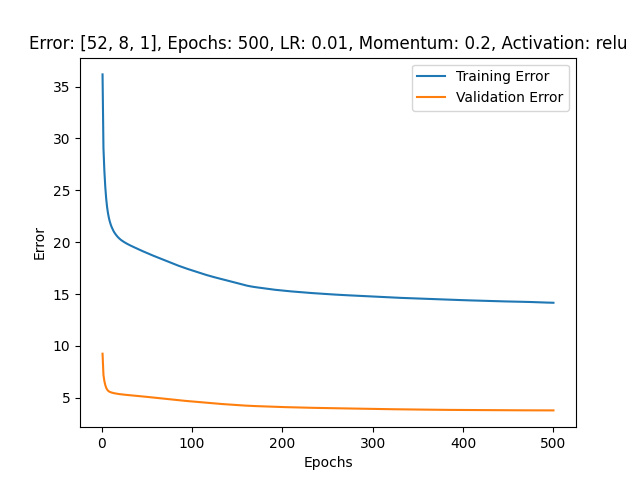 Error: [52, 8, 1], Epochs: 500, LR: 0.01, Momentum: 0.2, Activation: relu
Training Error
Validation Error
35
30
25
20
15
10
5
Error
0 100 200 300 400 500
Epochs